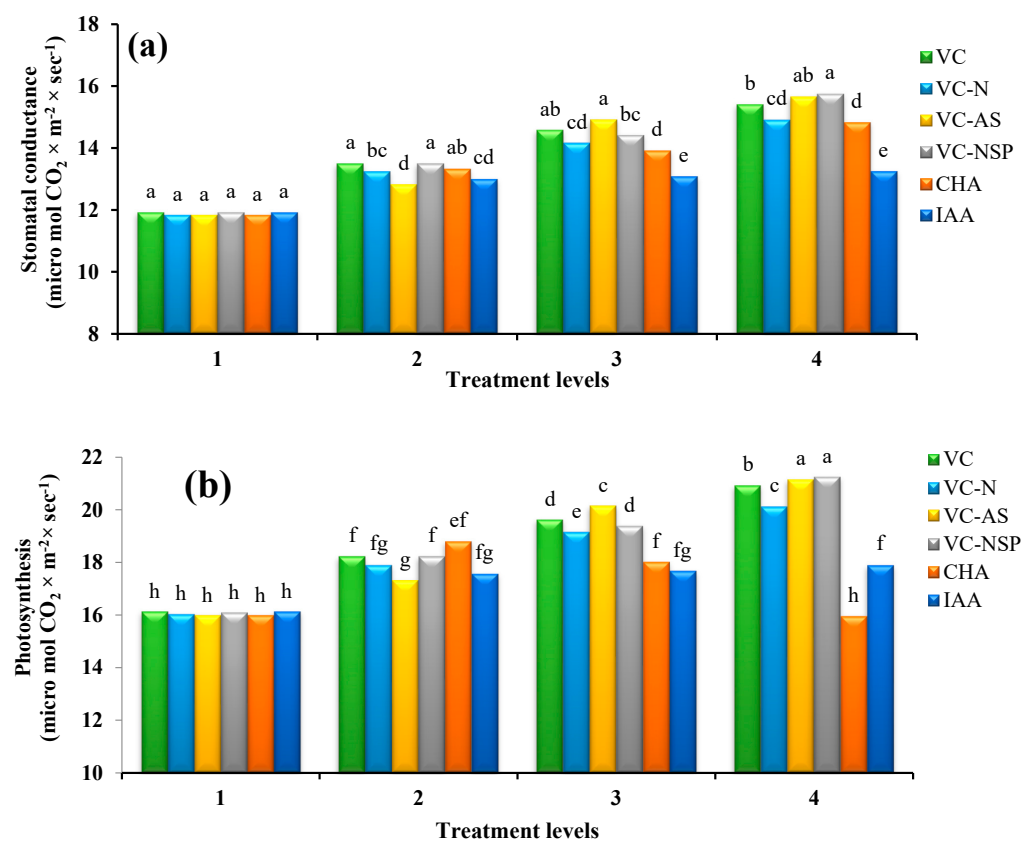 (a)
Stomatal conductance
(micro mol CO₂ × m⁻² × sec⁻¹)
18
16
14
12
10
8
a a a a a a
a bc d a ab cd
ab cd a bc d e
b cd ab a d e
1 2 3 4
Treatment levels
VC
VC-N
VC-AS
VC-NSP
CHA
IAA
(b)
Photosynthesis
(micro mol CO₂ × m⁻²× sec⁻¹)
22
20
18
16
14
12
10
h h h h h h
f fg g f ef fg
d e c d f fg
b c a a h f
1 2 3 4
Treatment levels
VC
VC-N
VC-AS
VC-NSP
CHA
IAA